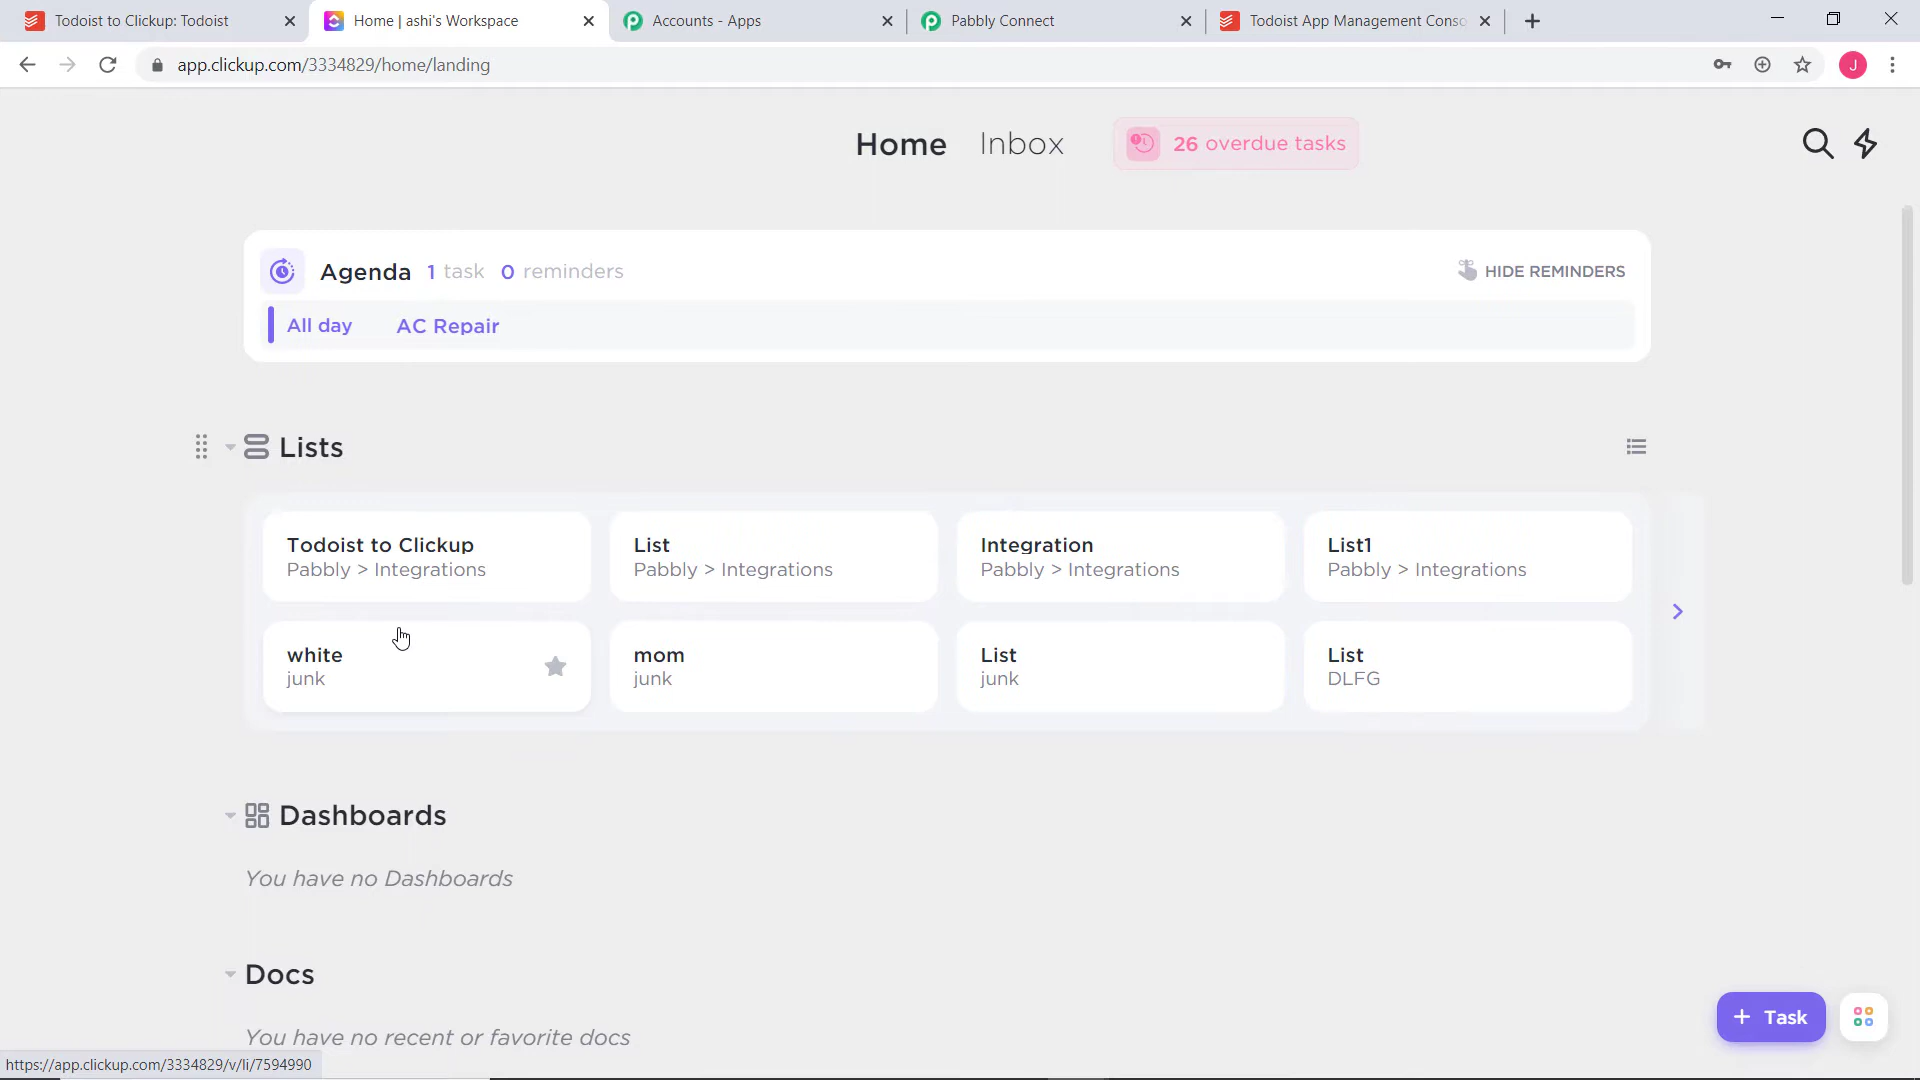 Todoist to Clickup: Todoist
Home | ashi's Workspace
Accounts - Apps
Pabbly Connect
Todoist App Management Conso
app.clickup.com/3334829/home/landing
J
Home
Inbox
26 overdue tasks
Agenda 1 task 0 reminders
HIDE REMINDERS
All day AC Repair
Lists
Todoist to Clickup
Pabbly > Integrations
List
Pabbly > Integrations
Integration
Pabbly > Integrations
List1
Pabbly > Integrations
white
junk
mom
junk
List
junk
List
DLFG
Dashboards
You have no Dashboards
Docs
You have no recent or favorite docs
+ Task
https://app.clickup.com/3334829/v/li/7594990